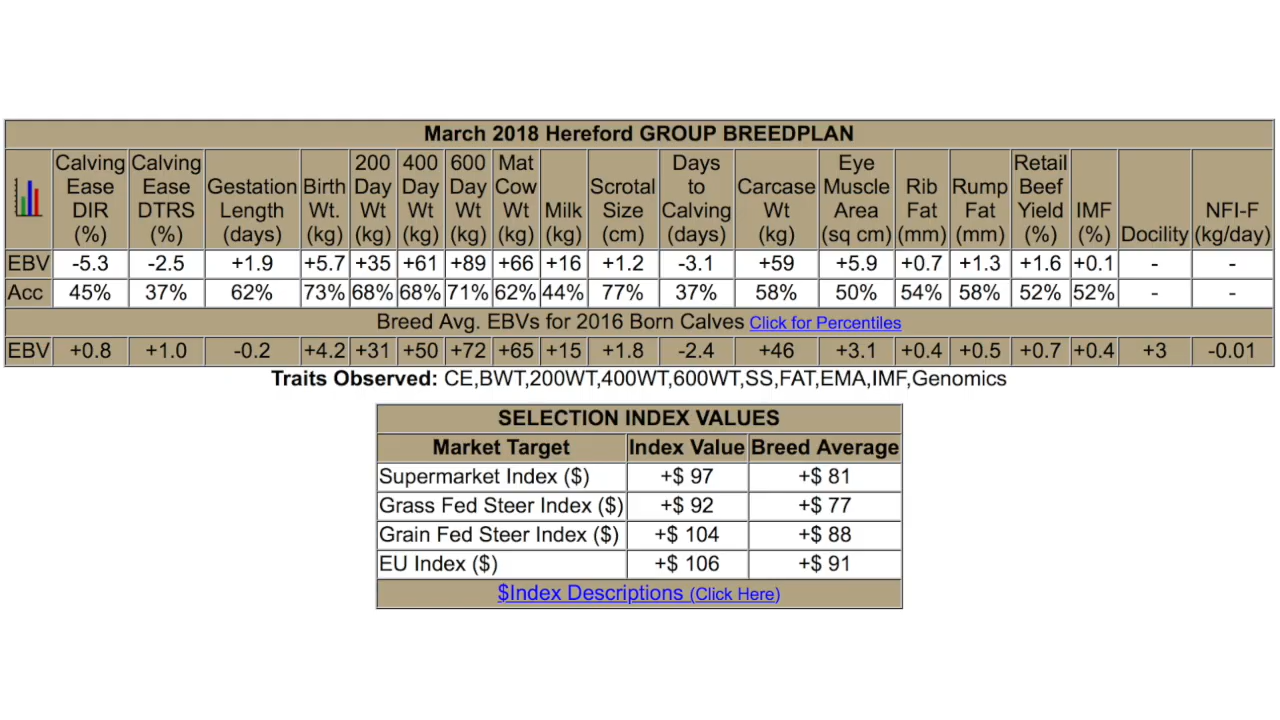 March 2018 Hereford GROUP BREEDPLAN
Calving Ease DIR (%) Calving Ease DTRS (%) Gestation Length (days) Birth Wt. (kg) 200 Day Wt (kg) 400 Day Wt (kg) 600 Day Wt (kg) Mat Cow Wt (kg) Milk (kg) Scrotal Size (cm) Days to Calving (days) Carcase Wt (kg) Eye Muscle Area (sq cm) Rib Fat (mm) Rump Fat (mm) Retail Beef Yield (%) IMF (%) Docility NFI-F (kg/day)
EBV -5.3 -2.5 +1.9 +5.7 +35 +61 +89 +66 +16 +1.2 -3.1 +59 +5.9 +0.7 +1.3 +1.6 +0.1 - -
Acc 45% 37% 62% 73% 68% 68% 71% 62% 44% 77% 37% 58% 50% 54% 58% 52% 52% - -
Breed Avg. EBVs for 2016 Born Calves Click for Percentiles
EBV +0.8 +1.0 -0.2 +4.2 +31 +50 +72 +65 +15 +1.8 -2.4 +46 +3.1 +0.4 +0.5 +0.7 +0.4 +3 -0.01
Traits Observed: CE,BWT,200WT,400WT,600WT,SS,FAT,EMA,IMF,Genomics
SELECTION INDEX VALUES
Market Target Index Value Breed Average
Supermarket Index ($) +$ 97 +$ 81
Grass Fed Steer Index ($) +$ 92 +$ 77
Grain Fed Steer Index ($) +$ 104 +$ 88
EU Index ($) +$ 106 +$ 91
$Index Descriptions (Click Here)